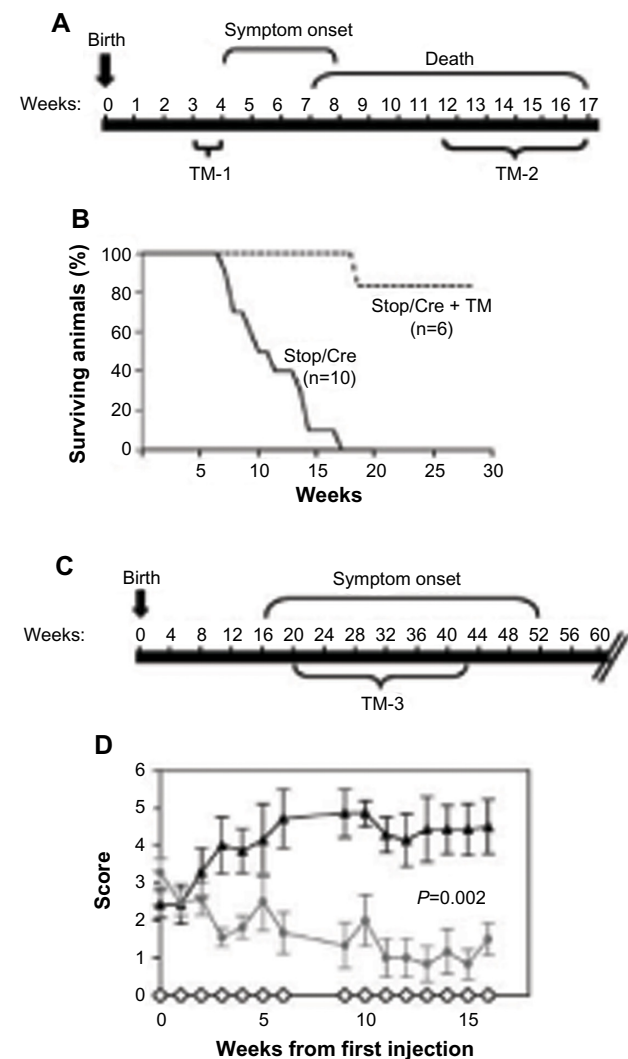 A
Birth
Symptom onset
Death
Weeks: 0 1 2 3 4 5 6 7 8 9 10 11 12 13 14 15 16 17
TM-1
TM-2
B
Surviving animals (%)
100
80
60
40
20
0
Stop/Cre + TM
(n=6)
Stop/Cre
(n=10)
5 10 15 20 25 30
Weeks
C
Birth
Symptom onset
Weeks: 0 4 8 12 16 20 24 28 32 36 40 44 48 52 56 60
TM-3
D
Score
6
5
4
3
2
1
0
P=0.002
0 5 10 15
Weeks from first injection